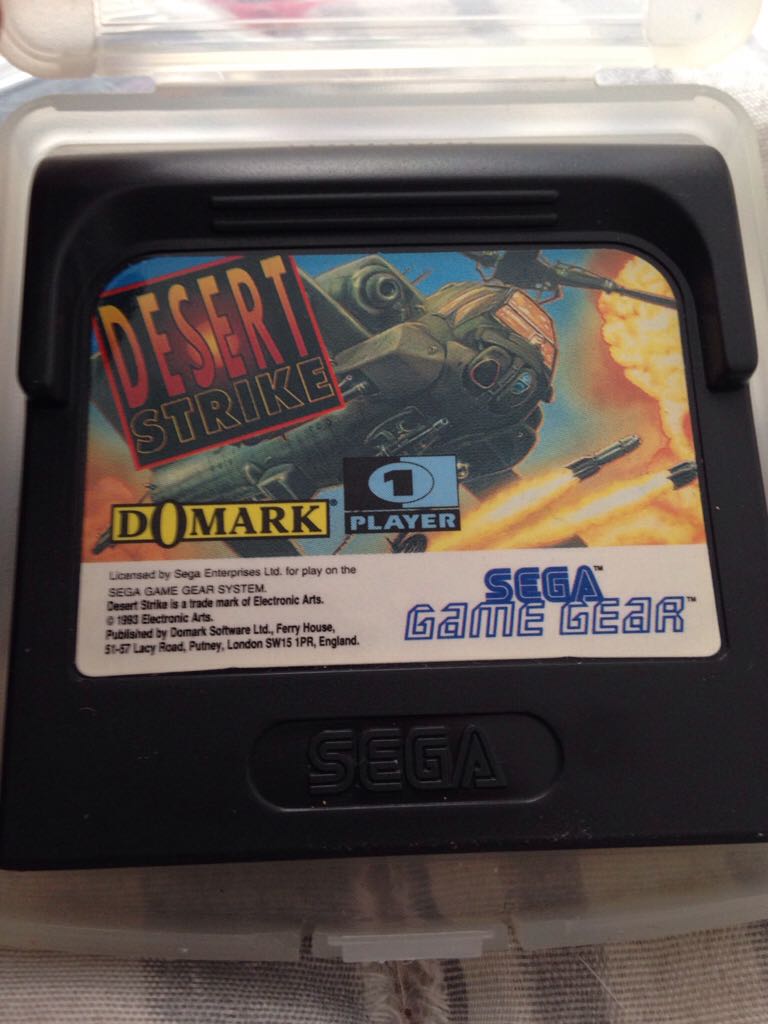 DESERT
STRIKE
DOMARK®
1
PLAYER
Licensed by Sega Enterprises Ltd. for play on the
SEGA GAME GEAR SYSTEM.
Desert Strike is a trade mark of Electronic Arts.
© 1993 Electronic Arts.
Published by Domark Software Ltd., Ferry House,
51-57 Lacy Road, Putney, London SW15 1PR, England.
SEGA™
GAME GEAR™
SEGA